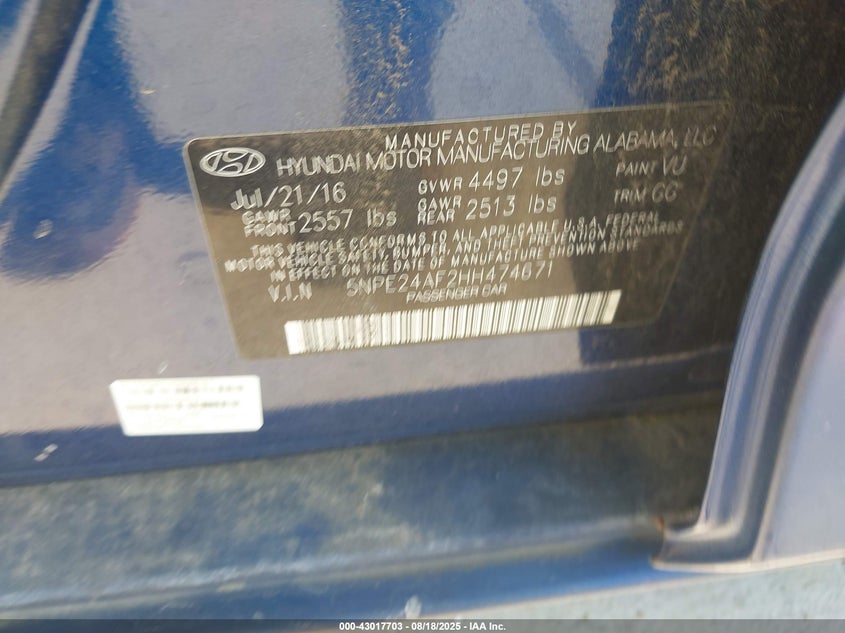 MANUFACTURED BY
HYUNDAI MOTOR MANUFACTURING ALABAMA, LLC
Jul/21/16 GVWR 4497 lbs PAINT VU
GAWR FRONT 2557 lbs GAWR REAR 2513 lbs TRIM GG
THIS VEHICLE CONFORMS TO ALL APPLICABLE U.S.A. FEDERAL
MOTOR VEHICLE SAFETY, BUMPER, AND THEFT PREVENTION STANDARDS
IN EFFECT ON THE DATE OF MANUFACTURE SHOWN ABOVE
V.I.N 5NPE24AF2HH474671
PASSENGER CAR
000-43017703 - 08/18/2025 - IAA Inc.